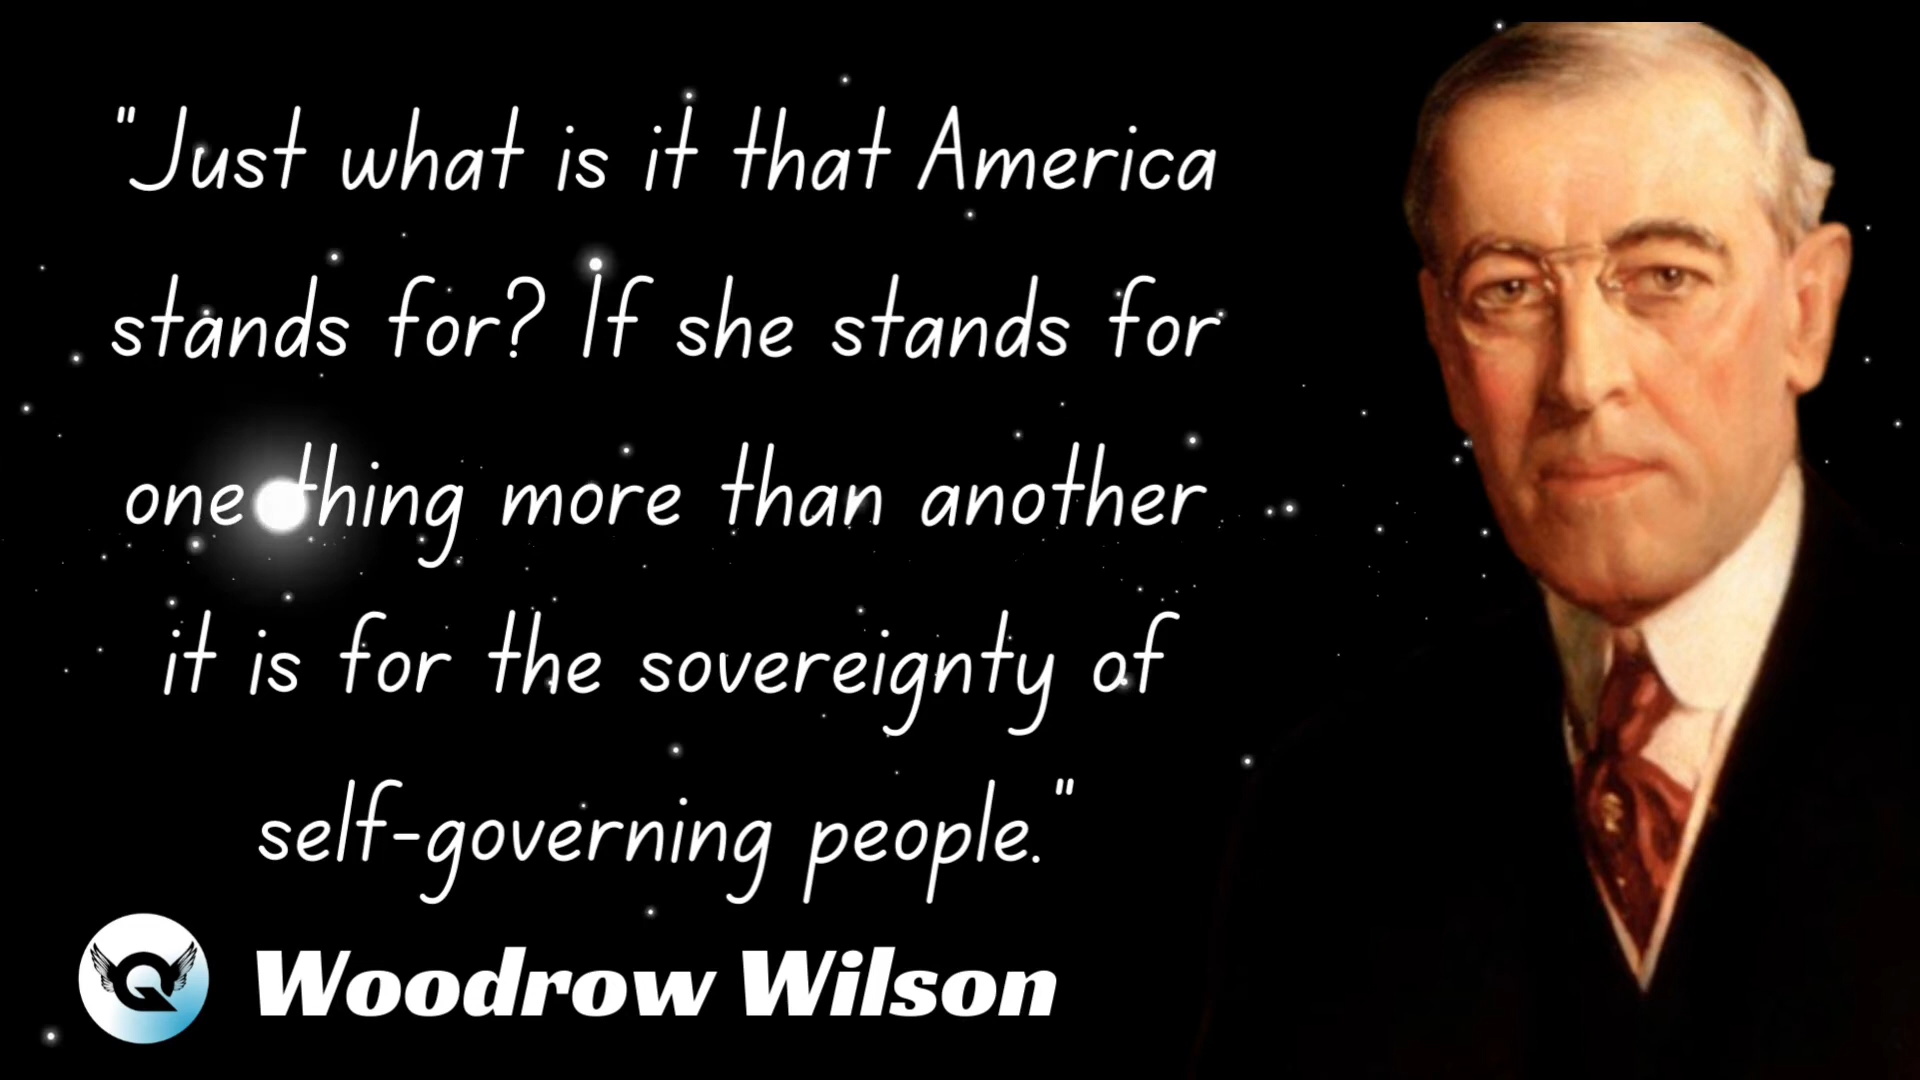 "Just what is it that America
stands for? If she stands for
one thing more than another
it is for the sovereignty of
self-governing people."
Q
Woodrow Wilson